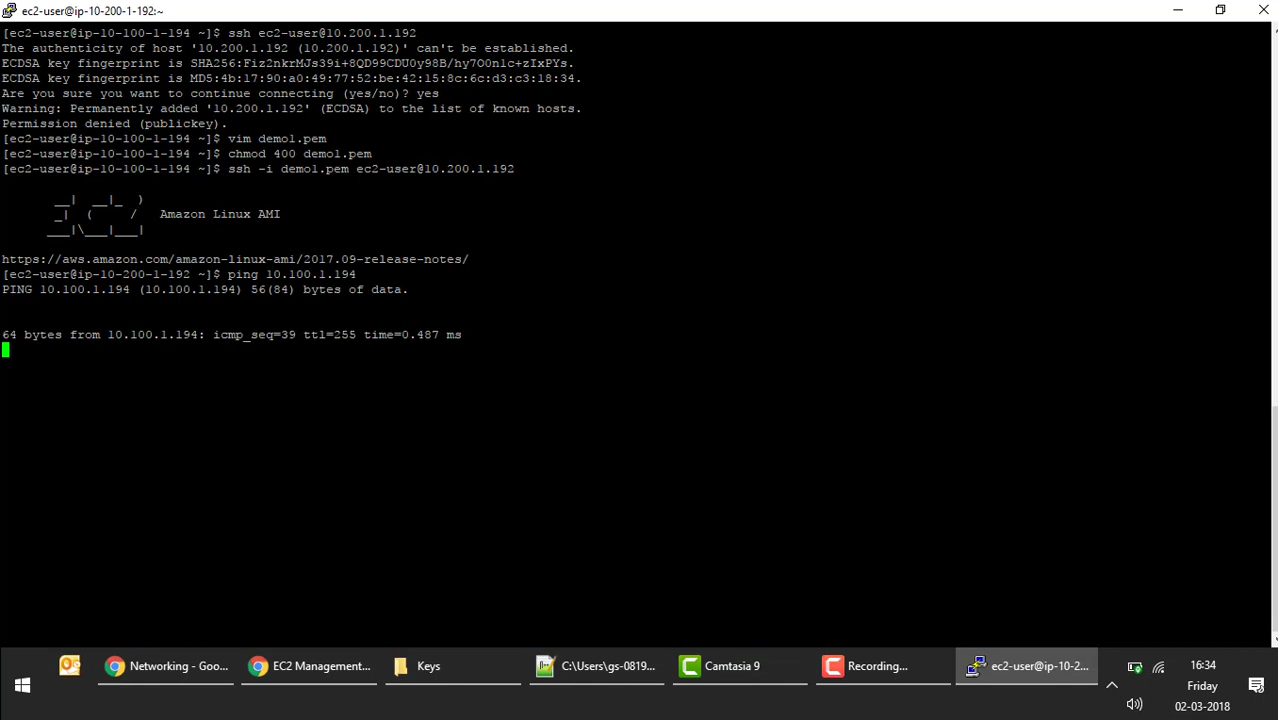 ec2-user@ip-10-200-1-192:~
[ec2-user@ip-10-100-1-194 ~]$ ssh ec2-user@10.200.1.192
The authenticity of host '10.200.1.192 (10.200.1.192)' can't be established.
ECDSA key fingerprint is SHA256:Fiz2nkrMJs39i+8QD99CDU0y98B/hy7O0n1c+zIxPYs.
ECDSA key fingerprint is MD5:4b:17:90:a0:49:77:52:be:42:15:8c:6c:d3:c3:18:34.
Are you sure you want to continue connecting (yes/no)? yes
Warning: Permanently added '10.200.1.192' (ECDSA) to the list of known hosts.
Permission denied (publickey).
[ec2-user@ip-10-100-1-194 ~]$ vim demo1.pem
[ec2-user@ip-10-100-1-194 ~]$ chmod 400 demo1.pem
[ec2-user@ip-10-100-1-194 ~]$ ssh -i demo1.pem ec2-user@10.200.1.192
__|  __|_  )
_|  (     /   Amazon Linux AMI
___|\___|___|
https://aws.amazon.com/amazon-linux-ami/2017.09-release-notes/
[ec2-user@ip-10-200-1-192 ~]$ ping 10.100.1.194
PING 10.100.1.194 (10.100.1.194) 56(84) bytes of data.
64 bytes from 10.100.1.194: icmp_seq=39 ttl=255 time=0.487 ms
Networking - Goo...
EC2 Management...
Keys
C:\Users\gs-0819...
Camtasia 9
Recording...
ec2-user@ip-10-2...
16:34
Friday
02-03-2018